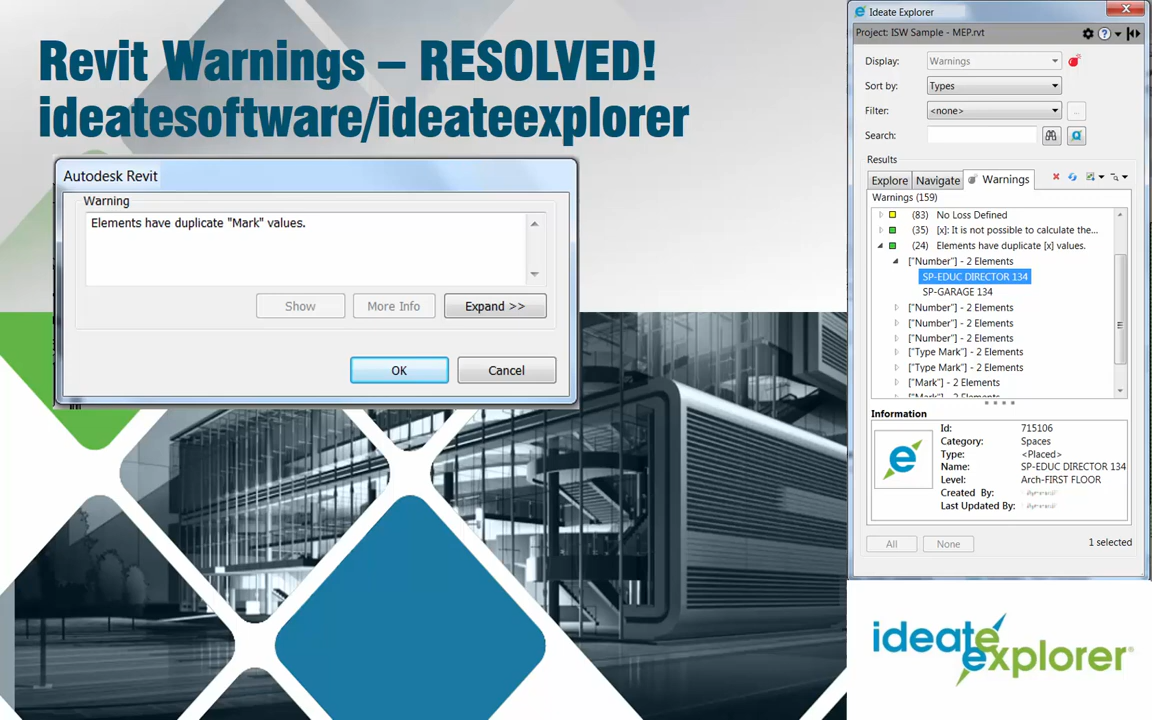 Revit Warnings – RESOLVED!
ideatesoftware/ideateexplorer
Autodesk Revit
Warning
Elements have duplicate "Mark" values.
Show More Info Expand >>
OK Cancel
Ideate Explorer
Project: ISW Sample - MEP.rvt
Display: Warnings
Sort by: Types
Filter: <none> ...
Search:
Results
Explore Navigate Warnings
Warnings (159)
(83) No Loss Defined
(35) [x]: It is not possible to calculate the...
(24) Elements have duplicate [x] values.
["Number"] - 2 Elements
SP-EDUC DIRECTOR 134
SP-GARAGE 134
["Number"] - 2 Elements
["Number"] - 2 Elements
["Number"] - 2 Elements
["Type Mark"] - 2 Elements
["Type Mark"] - 2 Elements
["Mark"] - 2 Elements
["Mark"] - 2 Elements
Information
Id: 715106
Category: Spaces
Type: <Placed>
Name: SP-EDUC DIRECTOR 134
Level: Arch-FIRST FLOOR
Created By:
Last Updated By:
All None 1 selected
ideate
explorer®